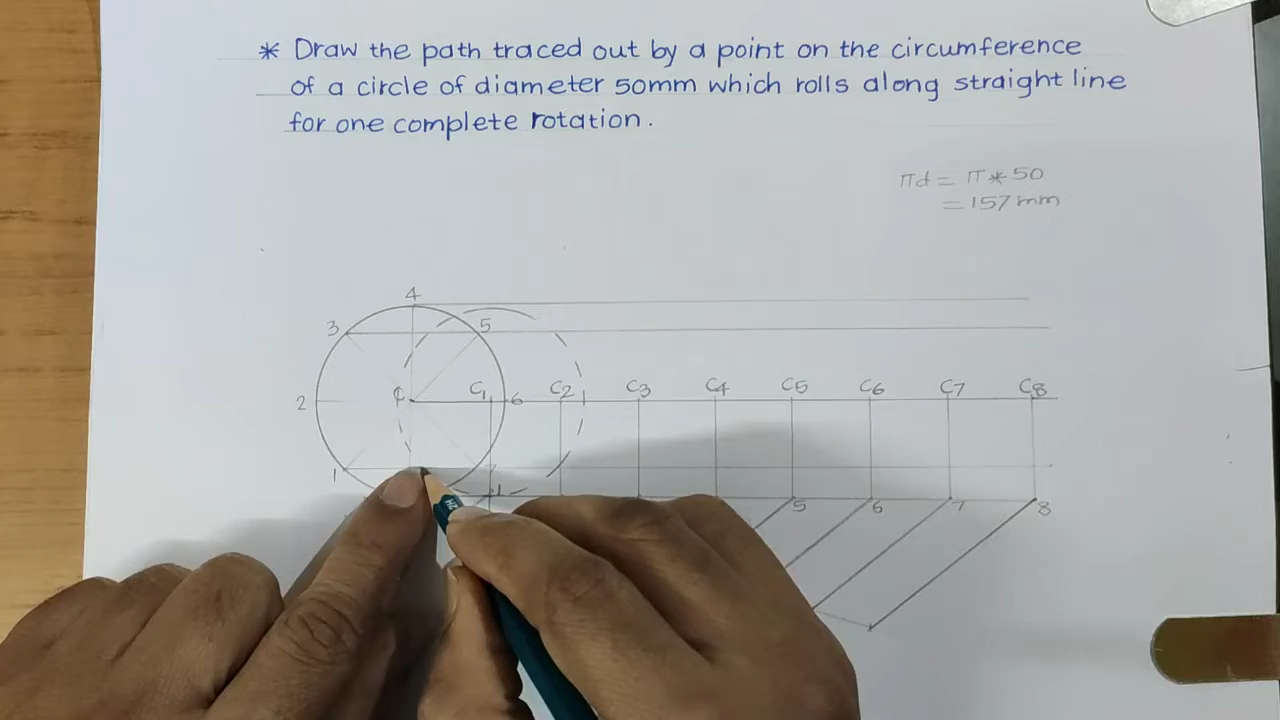 * Draw the path traced out by a point on the circumference
of a circle of diameter 50mm which rolls along straight line
for one complete rotation.
πd = π*50
= 157mm
4
3 5
C C1 6 C2 C3 C4 C5 C6 C7 C8
2
1
1 5 6 7 8